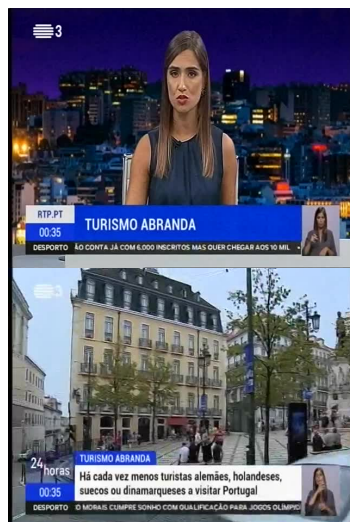 3
RTP.PT
00:35
TURISMO ABRANDA
DESPORTO ÃO CONTA JÁ COM 6.000 INSCRITOS MAS QUER CHEGAR AOS 10 MIL
3
24 horas
TURISMO ABRANDA
Há cada vez menos turistas alemães, holandeses,
suecos ou dinamarqueses a visitar Portugal
00:35
DESPORTO O MORAIS CUMPRE SONHO COM QUALIFICAÇÃO PARA JOGOS OLÍMPIC